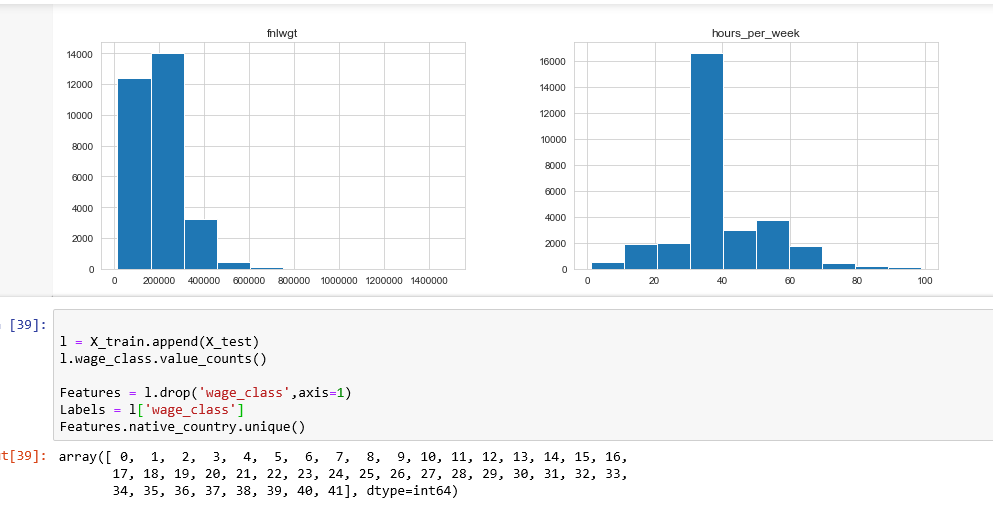 fnlwgt
14000
12000
10000
8000
6000
4000
2000
0
0 200000 400000 600000 800000 1000000 1200000 1400000
hours_per_week
16000
14000
12000
10000
8000
6000
4000
2000
0
0 20 40 60 80 100
[39]:
l = X_train.append(X_test)
l.wage_class.value_counts()
Features = l.drop('wage_class',axis=1)
Labels = l['wage_class']
Features.native_country.unique()
t[39]: array([ 0, 1, 2, 3, 4, 5, 6, 7, 8, 9, 10, 11, 12, 13, 14, 15, 16,
17, 18, 19, 20, 21, 22, 23, 24, 25, 26, 27, 28, 29, 30, 31, 32, 33,
34, 35, 36, 37, 38, 39, 40, 41], dtype=int64)